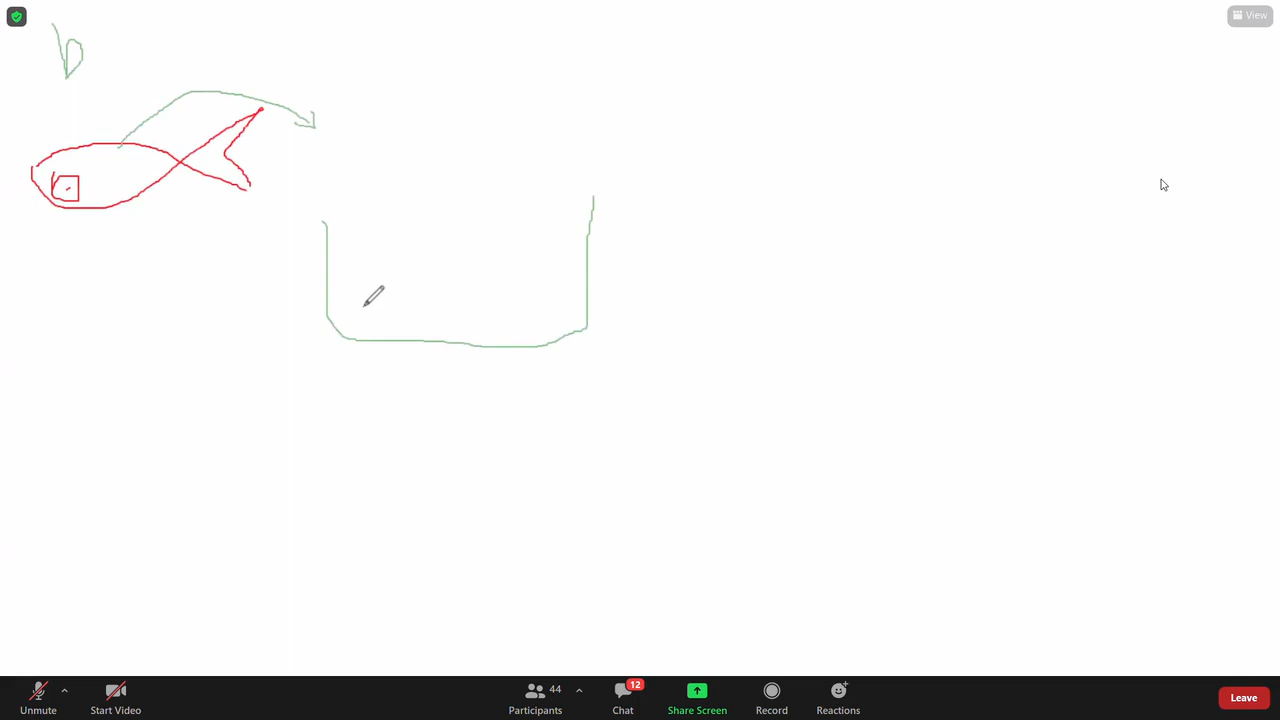 View
b
Unmute
Start Video
44
Participants
12
Chat
Share Screen
Record
Reactions
Leave